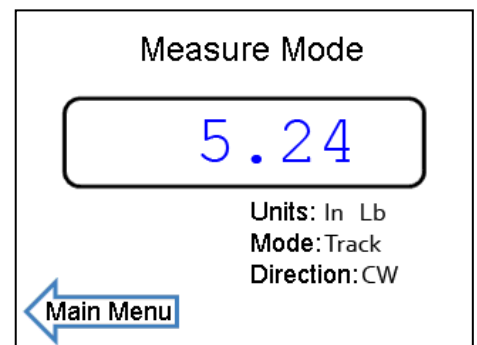 Measure Mode
5.24
Units: In Lb
Mode: Track
Direction: CW
Main Menu